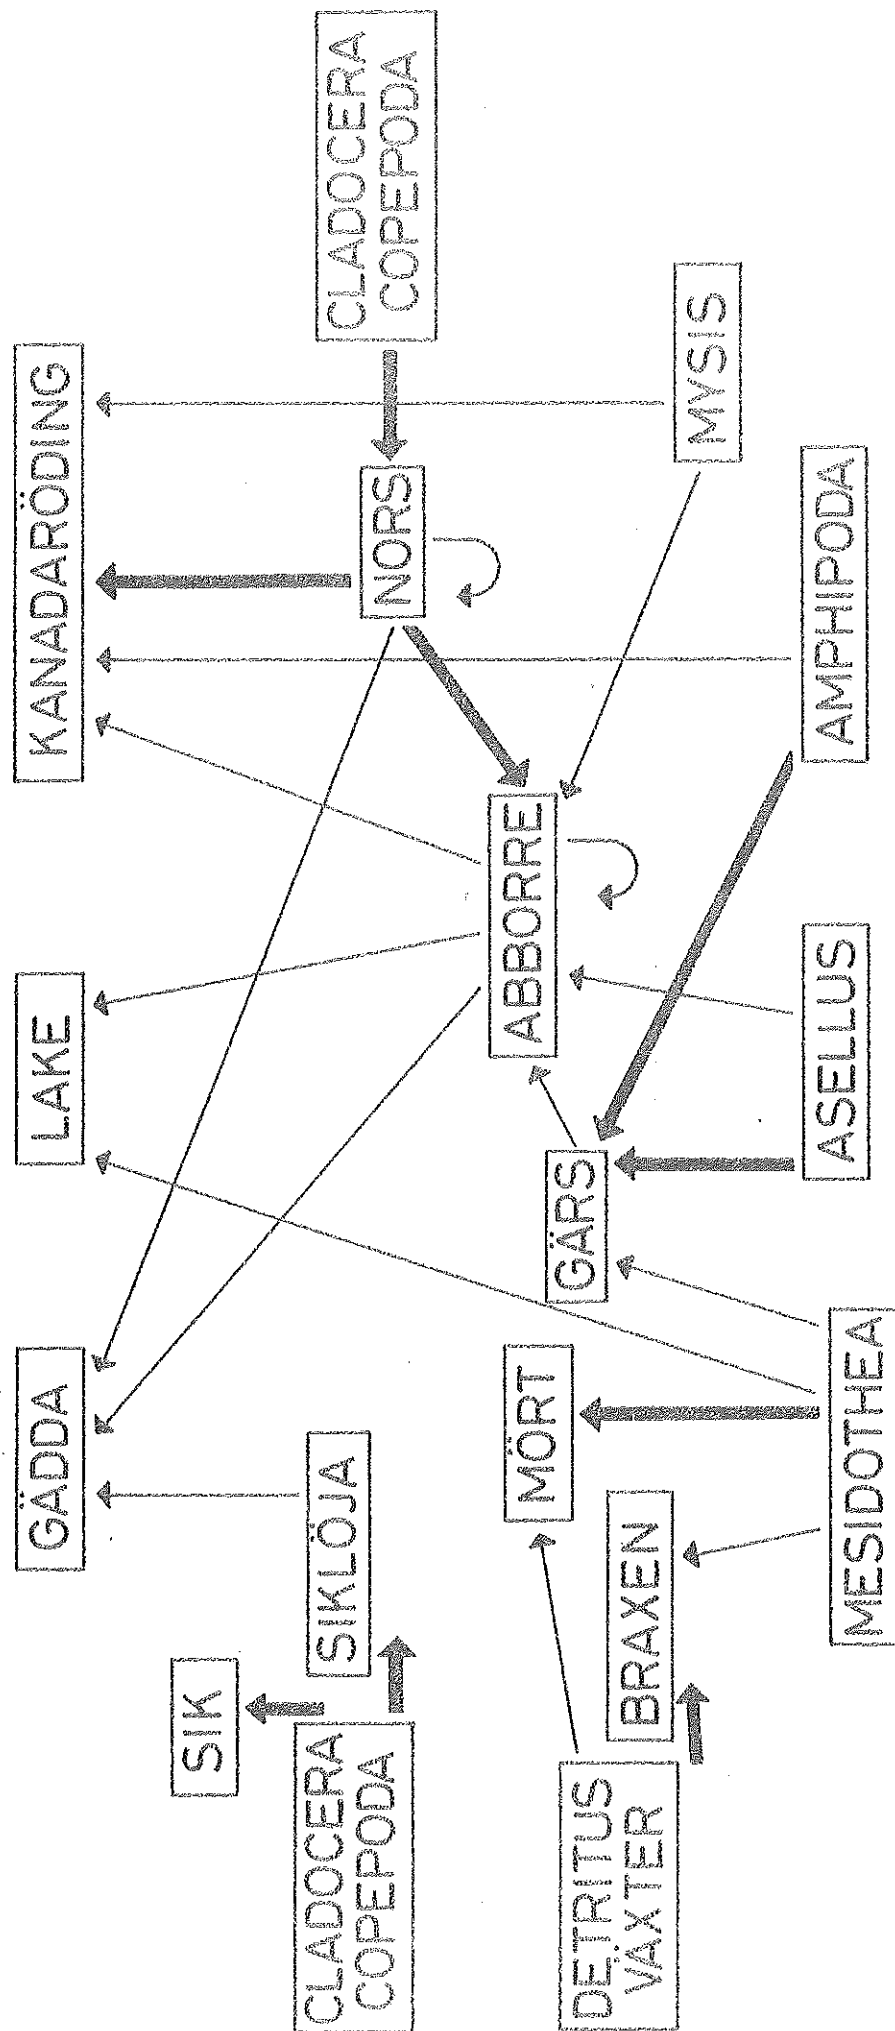 GÄDDA
LAKE
KANADARÖDING
SIK
CLADOCERA
COPEPODA
SIKLÖJA
NORS
CLADOCERA
COPEPODA
ABBORRE
MÖRT
GÄRS
DETRITUS
VÄXTER
BRAXEN
MYSIS
MESIDOTHEA
ASELLUS
AMPHIPODA